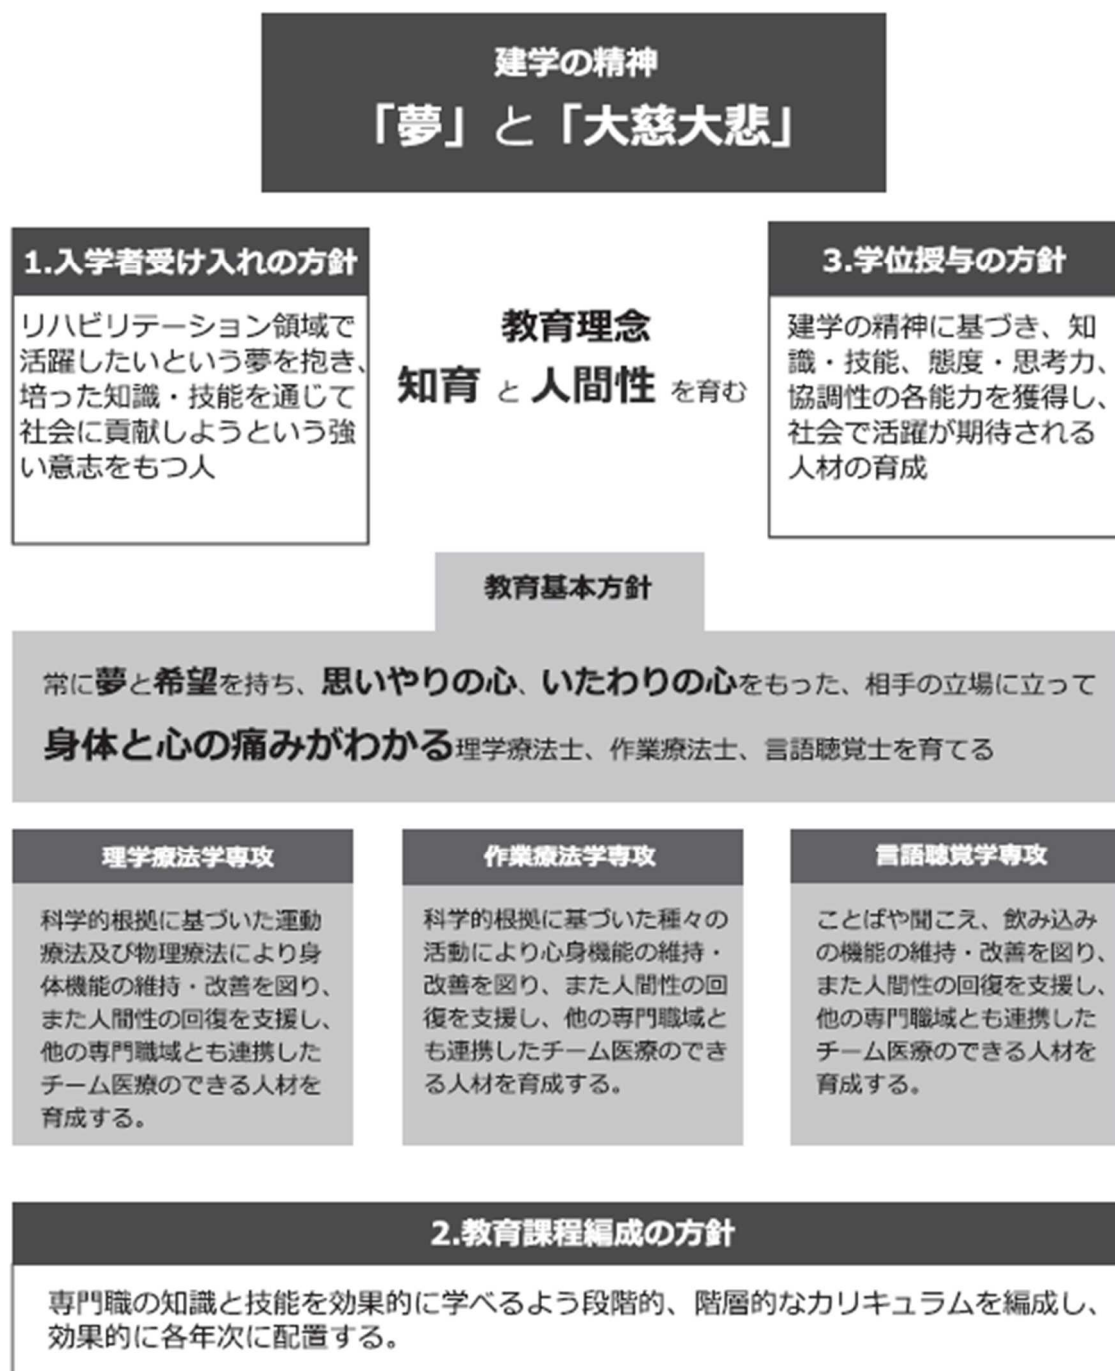 建学の精神
「夢」と「大慈大悲」
1.入学者受け入れの方針
リハビリテーション領域で
活躍したいという夢を抱き、
培った知識・技能を通じて
社会に貢献しようという強
い意志をもつ人
教育理念
知育 と 人間性 を育む
3.学位授与の方針
建学の精神に基づき、知
識・技能、態度・思考力、
協調性の各能力を獲得し、
社会で活躍が期待される
人材の育成
教育基本方針
常に夢と希望を持ち、思いやりの心、いたわりの心をもった、相手の立場に立って
身体と心の痛みがわかる理学療法士、作業療法士、言語聴覚士を育てる
理学療法学専攻
科学的根拠に基づいた運動
療法及び物理療法により身
体機能の維持・改善を図り、
また人間性の回復を支援し、
他の専門職域とも連携した
チーム医療のできる人材を
育成する。
作業療法学専攻
科学的根拠に基づいた種々の
活動により心身機能の維持・
改善を図り、また人間性の回
復を支援し、他の専門職域と
も連携したチーム医療のでき
る人材を育成する。
言語聴覚学専攻
ことばや聞こえ、飲み込み
の機能の維持・改善を図り、
また人間性の回復を支援し、
他の専門職域とも連携した
チーム医療のできる人材を
育成する。
2.教育課程編成の方針
専門職の知識と技能を効果的に学べるよう段階的、階層的なカリキュラムを編成し、
効果的に各年次に配置する。